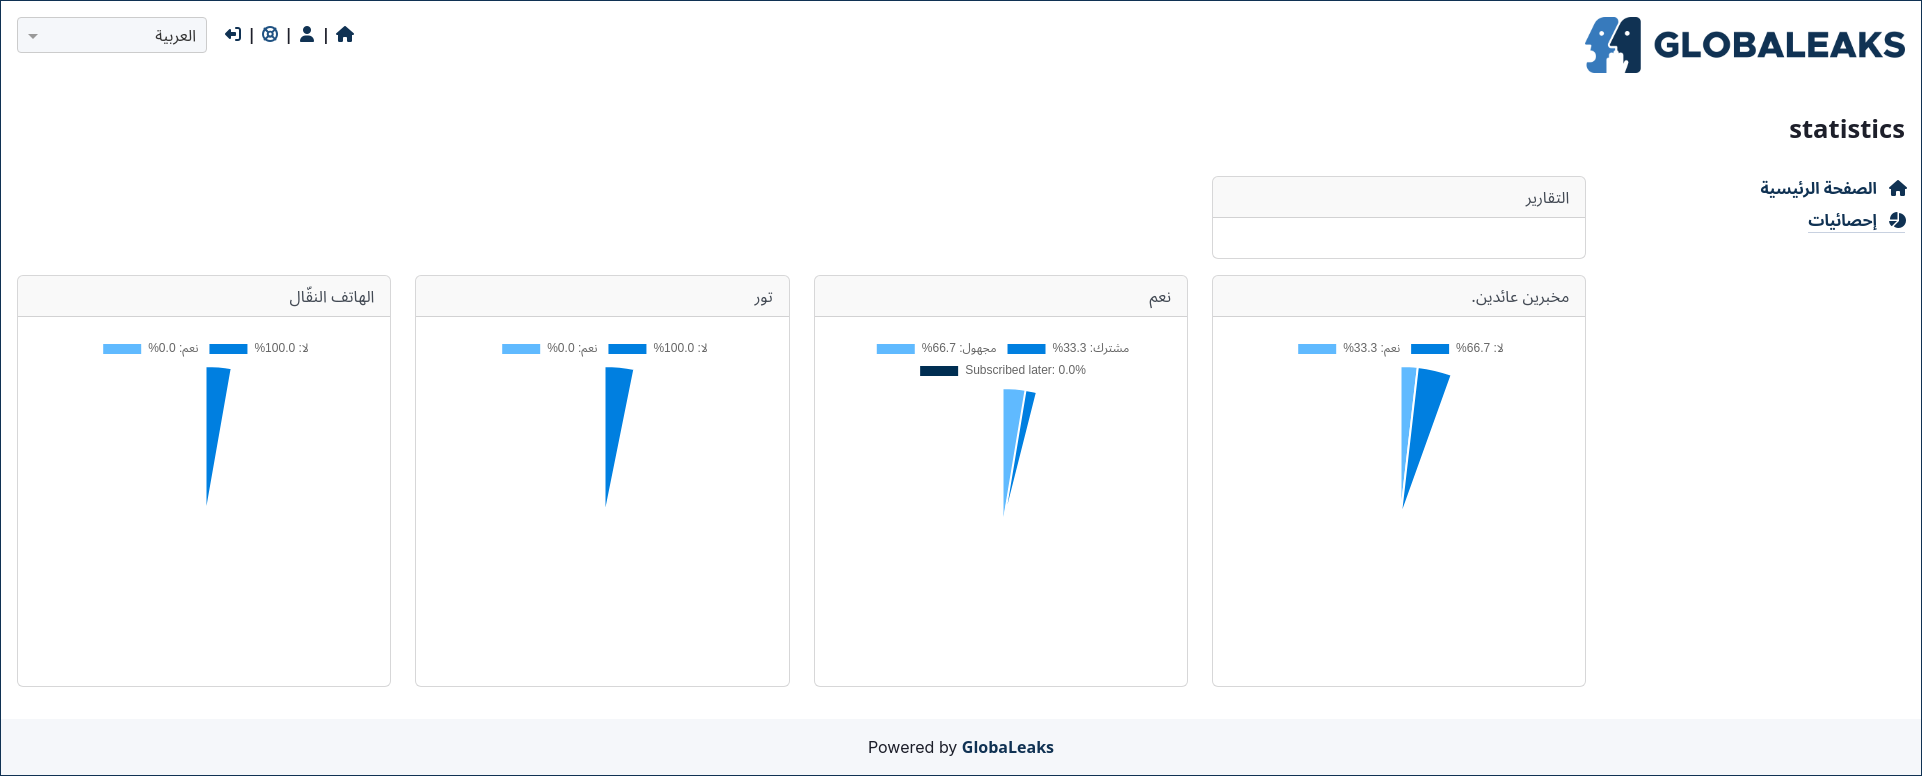 GLOBALEAKS
العربية
statistics
الصفحة الرئيسية
إحصائيات
التقارير
مخبرين عائدين.
لا: 66.7%
نعم: 33.3%
نعم
مشترك: 33.3%
مجهول: 66.7%
Subscribed later: 0.0%
تور
لا: 100.0%
نعم: 0.0%
الهاتف النقّال
لا: 100.0%
نعم: 0.0%
Powered by GlobaLeaks